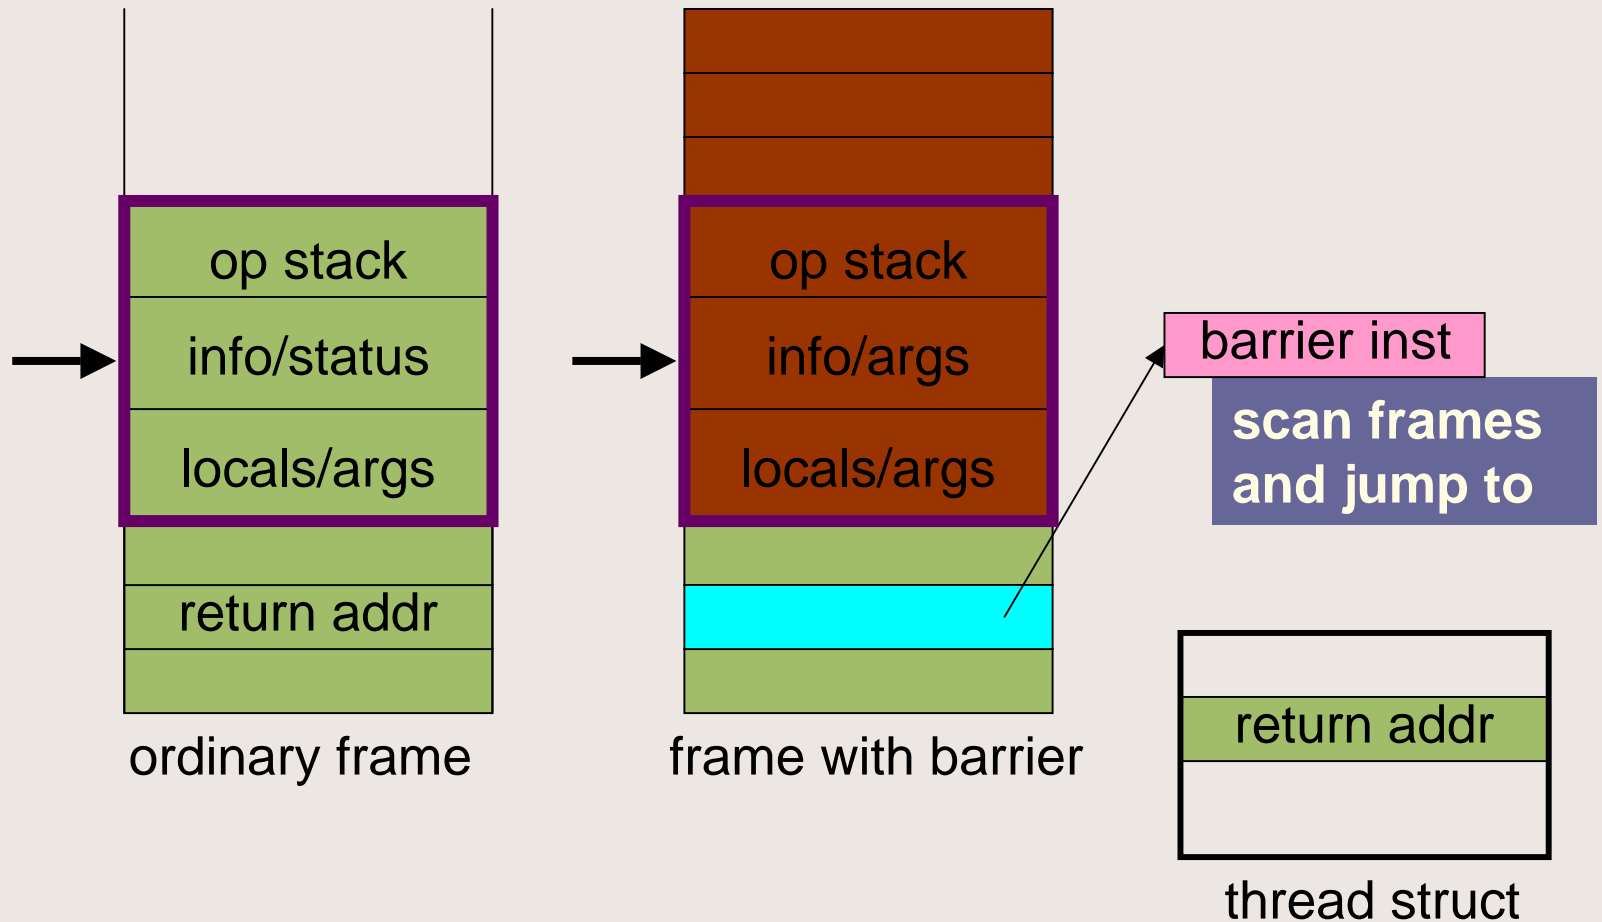 op stack
info/status
locals/args
return addr
ordinary frame
op stack
info/args
locals/args
frame with barrier
barrier inst
scan frames
and jump to
return addr
thread struct